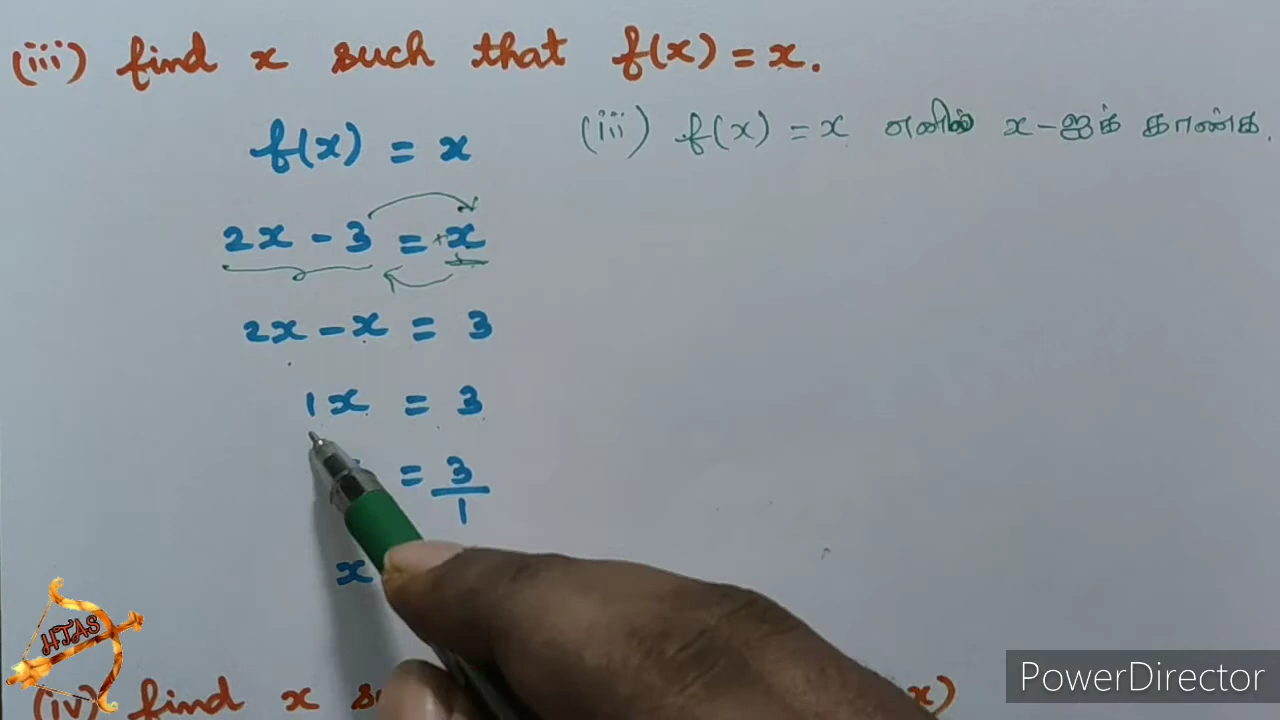 (iii) find x such that f(x) = x.
(iii) f(x) = x எனில் x-ஐக் காண்க.
f(x) = x
2x - 3 = +x
2x - x = 3
1x = 3
= 3/1
x
HTAS
(iv) find x x)
PowerDirector